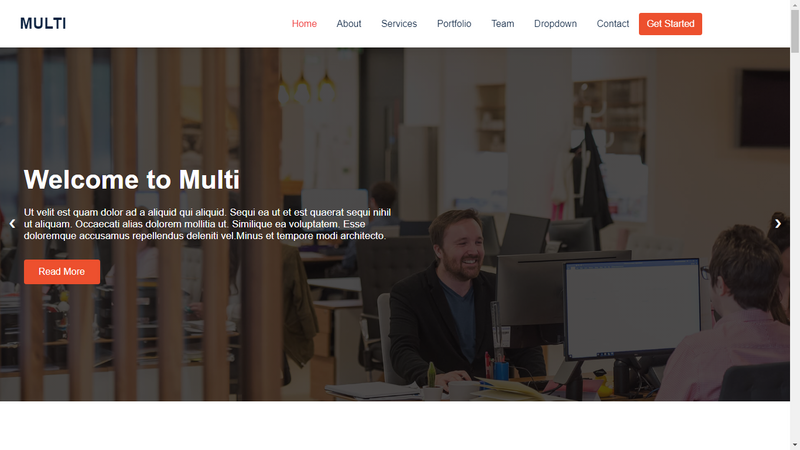 MULTI
Home About Services Portfolio Team Dropdown Contact Get Started
Welcome to Multi
Ut velit est quam dolor ad a aliquid qui aliquid. Sequi ea ut et est quaerat sequi nihil
ut aliquam. Occaecati alias dolorem mollitia ut. Similique ea voluptatem. Esse
doloremque accusamus repellendus deleniti vel.Minus et tempore modi architecto.
Read More